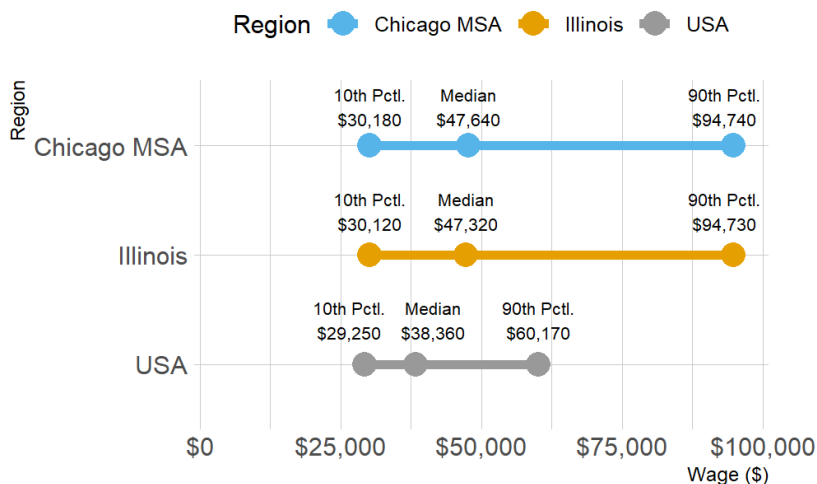 Region Chicago MSA Illinois USA
Region
10th Pctl. Median 90th Pctl.
$30,180 $47,640 $94,740
Chicago MSA
10th Pctl. Median 90th Pctl.
$30,120 $47,320 $94,730
Illinois
10th Pctl. Median 90th Pctl.
$29,250 $38,360 $60,170
USA
$0 $25,000 $50,000 $75,000 $100,000
Wage ($)